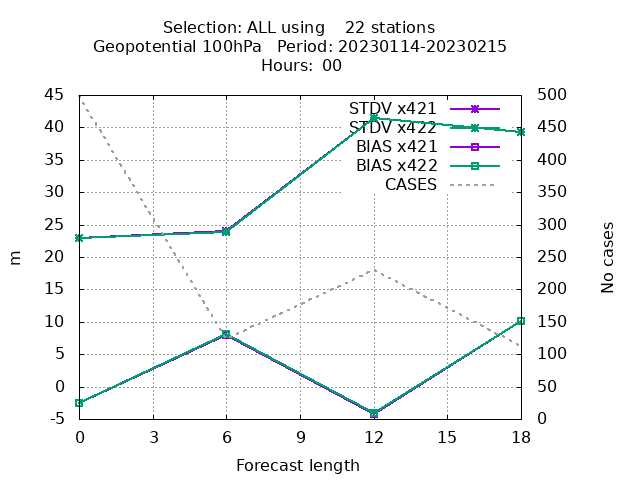 Selection: ALL using    22 stations
Geopotential 100hPa   Period: 20230114-20230215
Hours: 00
45
40
35
30
25
20
15
10
5
0
-5
500
450
400
350
300
250
200
150
100
50
0
STDV x421
STDV x422
BIAS x421
BIAS x422
CASES
m
No cases
0 3 6 9 12 15 18
Forecast length